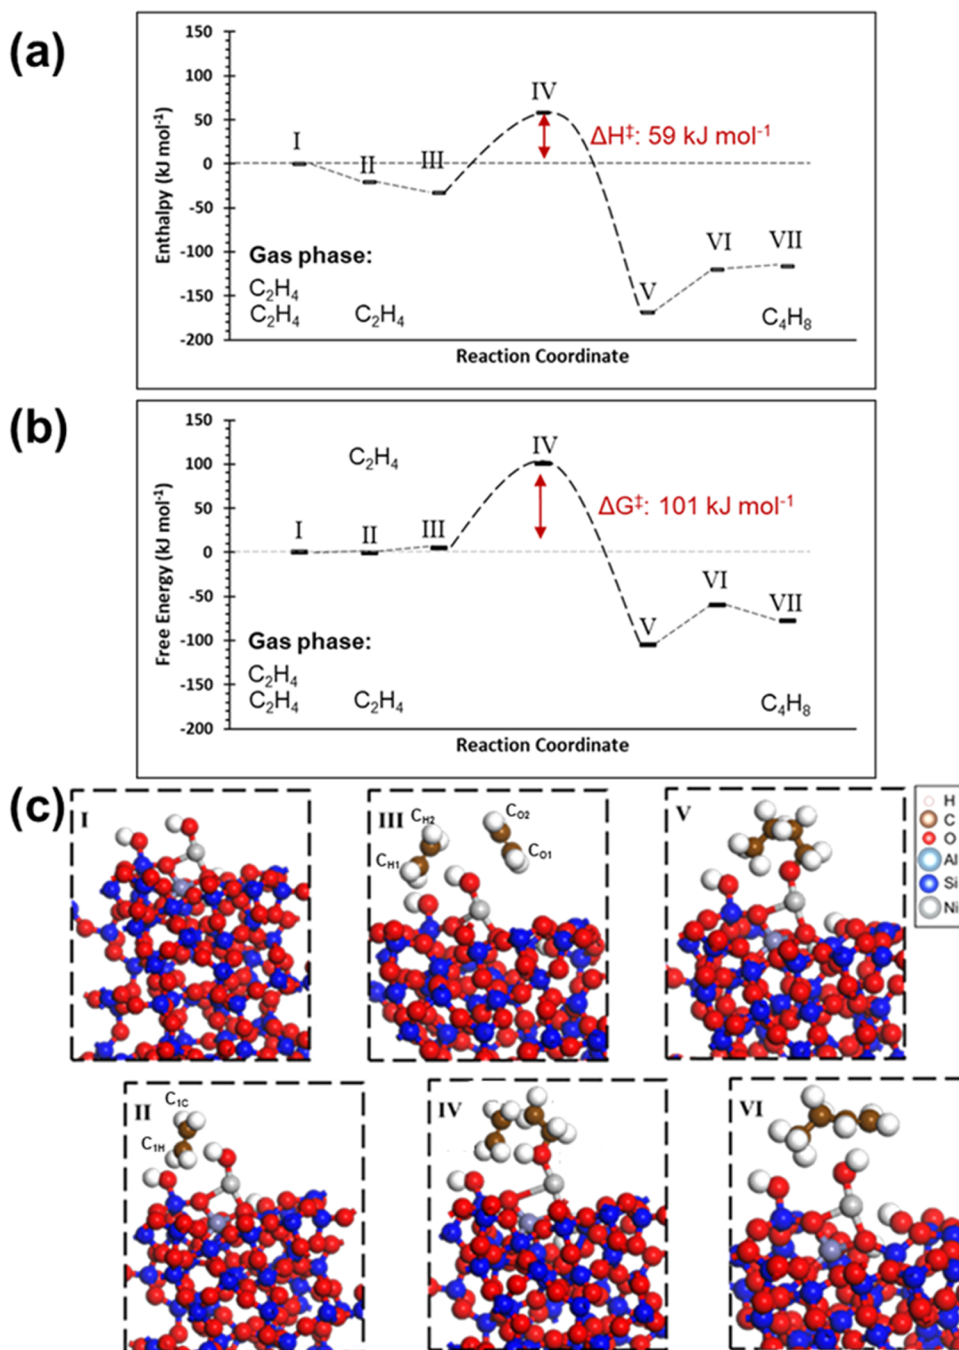 (a)
150
100
50
0
-50
-100
-150
-200
Enthalpy (kJ mol⁻¹)
I
II
III
IV
V
VI
VII
ΔH‡: 59 kJ mol⁻¹
Gas phase:
C₂H₄
C₂H₄ C₂H₄ C₄H₈
Reaction Coordinate
(b)
150
100
50
0
-50
-100
-150
-200
Free Energy (kJ mol⁻¹)
C₂H₄
I
II
III
IV
V
VI
VII
ΔG‡: 101 kJ mol⁻¹
Gas phase:
C₂H₄
C₂H₄ C₂H₄ C₄H₈
Reaction Coordinate
(c)
I
III
C_H2
C_H1
C_O2
C_O1
V
H
C
O
Al
Si
Ni
II
C₁C
C₁H
IV
VI